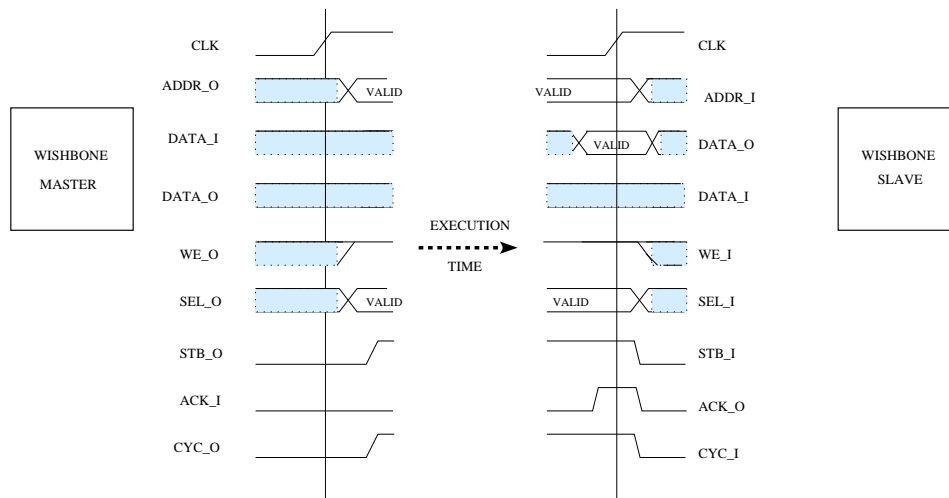 CLK
CLK
ADDR_O
VALID
VALID
ADDR_I
DATA_I
VALID
DATA_O
WISHBONE
MASTER
WISHBONE
SLAVE
DATA_O
DATA_I
EXECUTION
TIME
WE_O
WE_I
SEL_O
VALID
VALID
SEL_I
STB_O
STB_I
ACK_I
ACK_O
CYC_O
CYC_I